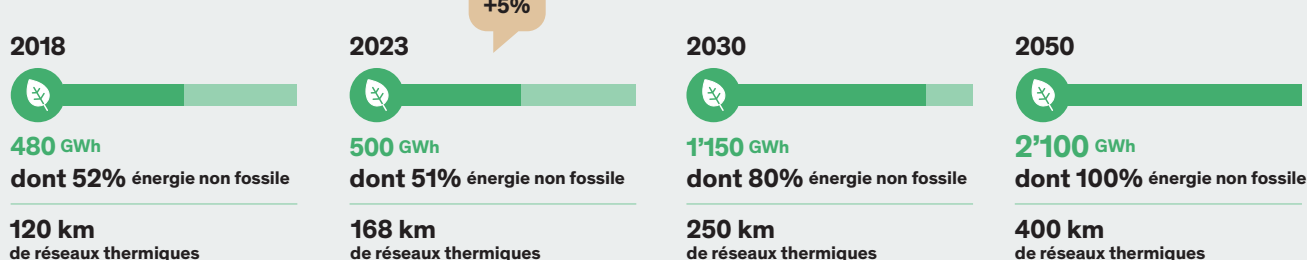 +5%
2018
2023
2030
2050
480 GWh
500 GWh
1'150 GWh
2'100 GWh
dont 52% énergie non fossile
dont 51% énergie non fossile
dont 80% énergie non fossile
dont 100% énergie non fossile
120 km
168 km
250 km
400 km
de réseaux thermiques
de réseaux thermiques
de réseaux thermiques
de réseaux thermiques